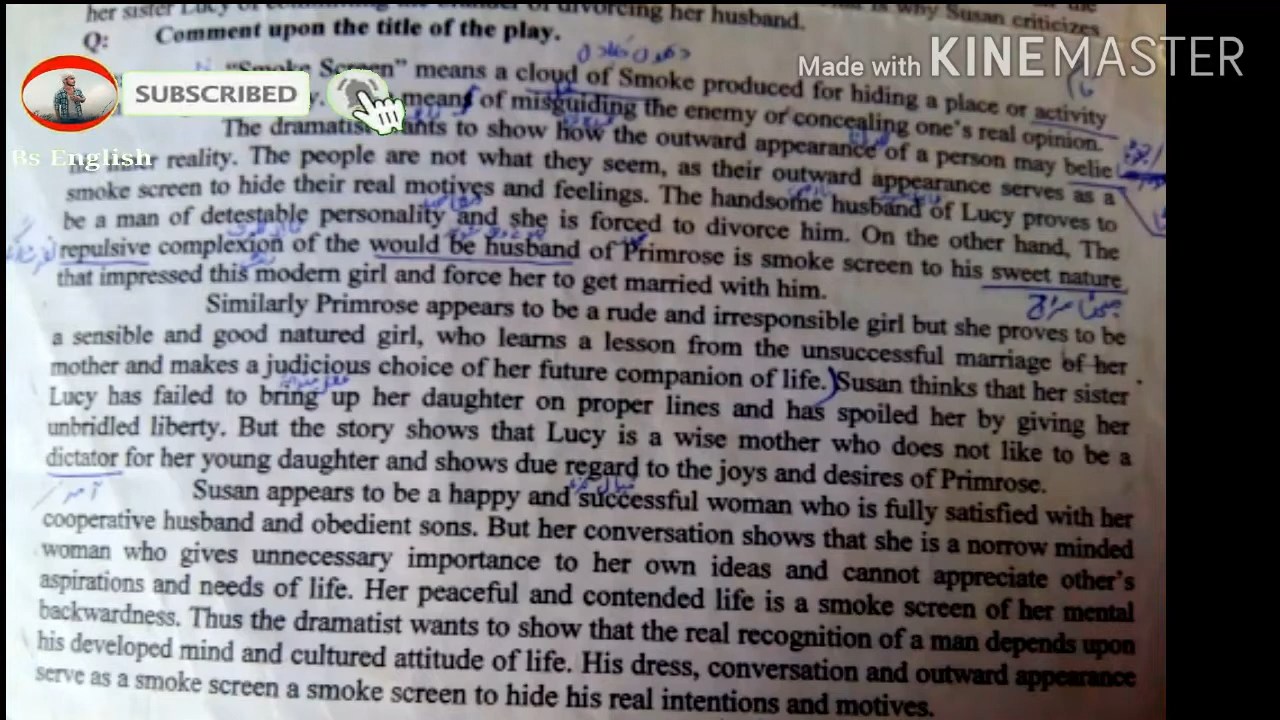 her sister Lucy of divorcing her husband. is why Susan criticizes
Q: Comment upon the title of the play.
Made with KINEMASTER
SUBSCRIBED
Bs English
"Smoke Screen" means a cloud of Smoke produced for hiding a place or activity
means of misguiding the enemy or concealing one's real opinion.
The dramatist wants to show how the outward appearance of a person may belie
reality. The people are not what they seem, as their outward appearance serves as a
smoke screen to hide their real motives and feelings. The handsome husband of Lucy proves to
be a man of detestable personality and she is forced to divorce him. On the other hand, The
repulsive complexion of the would be husband of Primrose is smoke screen to his sweet nature
that impressed this modern girl and force her to get married with him.
Similarly Primrose appears to be a rude and irresponsible girl but she proves to be
a sensible and good natured girl, who learns a lesson from the unsuccessful marriage of her
mother and makes a judicious choice of her future companion of life.) Susan thinks that her sister
Lucy has failed to bring up her daughter on proper lines and has spoiled her by giving her
unbridled liberty. But the story shows that Lucy is a wise mother who does not like to be a
dictator for her young daughter and shows due regard to the joys and desires of Primrose.
Susan appears to be a happy and successful woman who is fully satisfied with her
cooperative husband and obedient sons. But her conversation shows that she is a norrow minded
woman who gives unnecessary importance to her own ideas and cannot appreciate other's
aspirations and needs of life. Her peaceful and contended life is a smoke screen of her mental
backwardness. Thus the dramatist wants to show that the real recognition of a man depends upon
his developed mind and cultured attitude of life. His dress, conversation and outward appearance
serve as a smoke screen a smoke screen to hide his real intentions and motives.